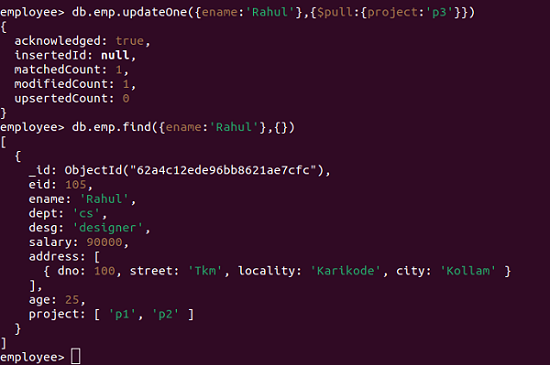 employee> db.emp.updateOne({ename:'Rahul'},{$pull:{project:'p3'}})
{
  acknowledged: true,
  insertedId: null,
  matchedCount: 1,
  modifiedCount: 1,
  upsertedCount: 0
}
employee> db.emp.find({ename:'Rahul'},{})
[
  {
    _id: ObjectId("62a4c12ede96bb8621ae7cfc"),
    eid: 105,
    ename: 'Rahul',
    dept: 'cs',
    desg: 'designer',
    salary: 90000,
    address: [
      { dno: 100, street: 'Tkm', locality: 'Karikode', city: 'Kollam' }
    ],
    age: 25,
    project: [ 'p1', 'p2' ]
  }
]
employee>